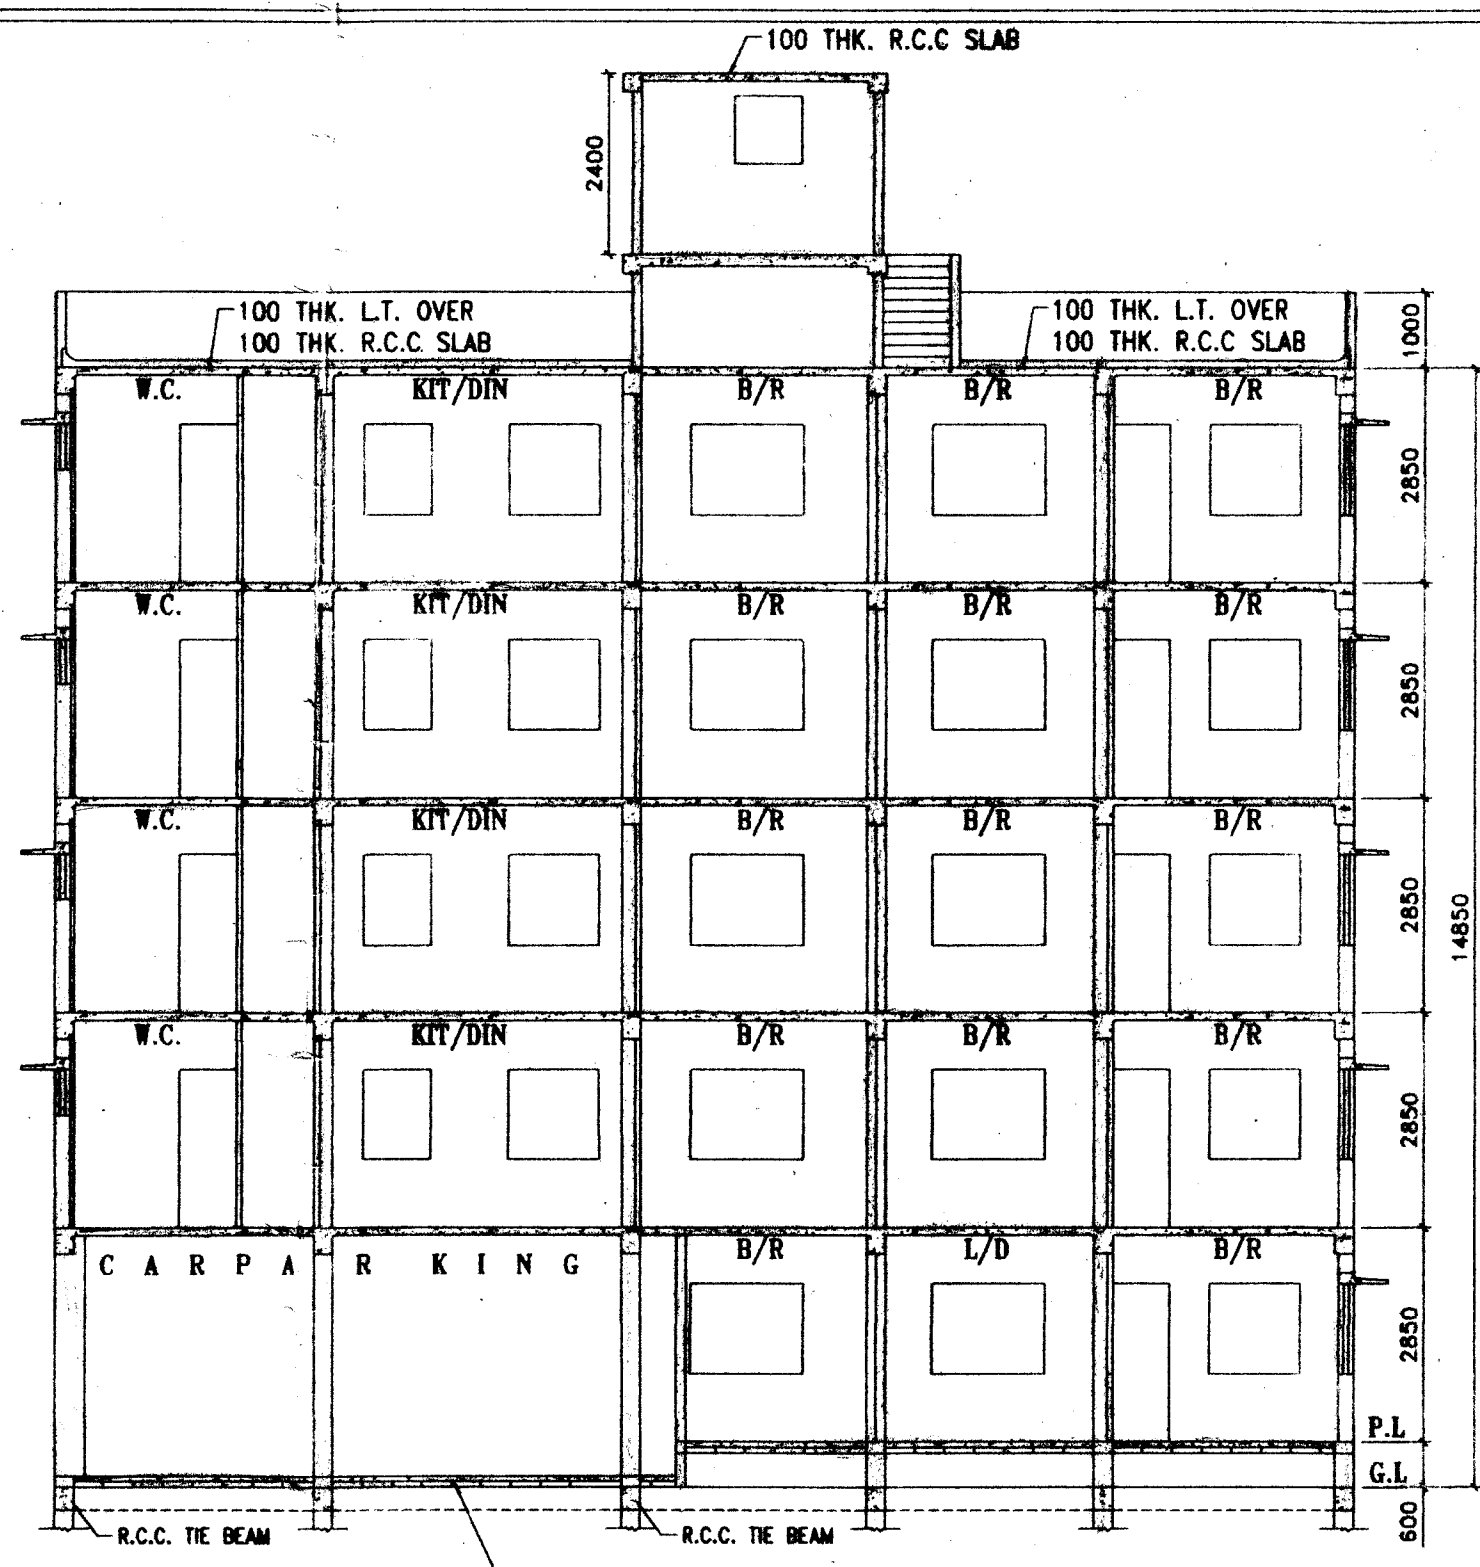 100 THK. R.C.C SLAB
2400
100 THK. L.T. OVER
100 THK. R.C.C. SLAB
100 THK. L.T. OVER
100 THK. R.C.C SLAB
1000
W.C. KIT/DIN B/R B/R B/R
2850
W.C. KIT/DIN B/R B/R B/R
2850
W.C. KIT/DIN B/R B/R B/R
2850
14850
W.C. KIT/DIN B/R B/R B/R
2850
C A R P A R K I N G B/R L/D B/R
2850
P.L
G.L
600
R.C.C. TIE BEAM
R.C.C. TIE BEAM